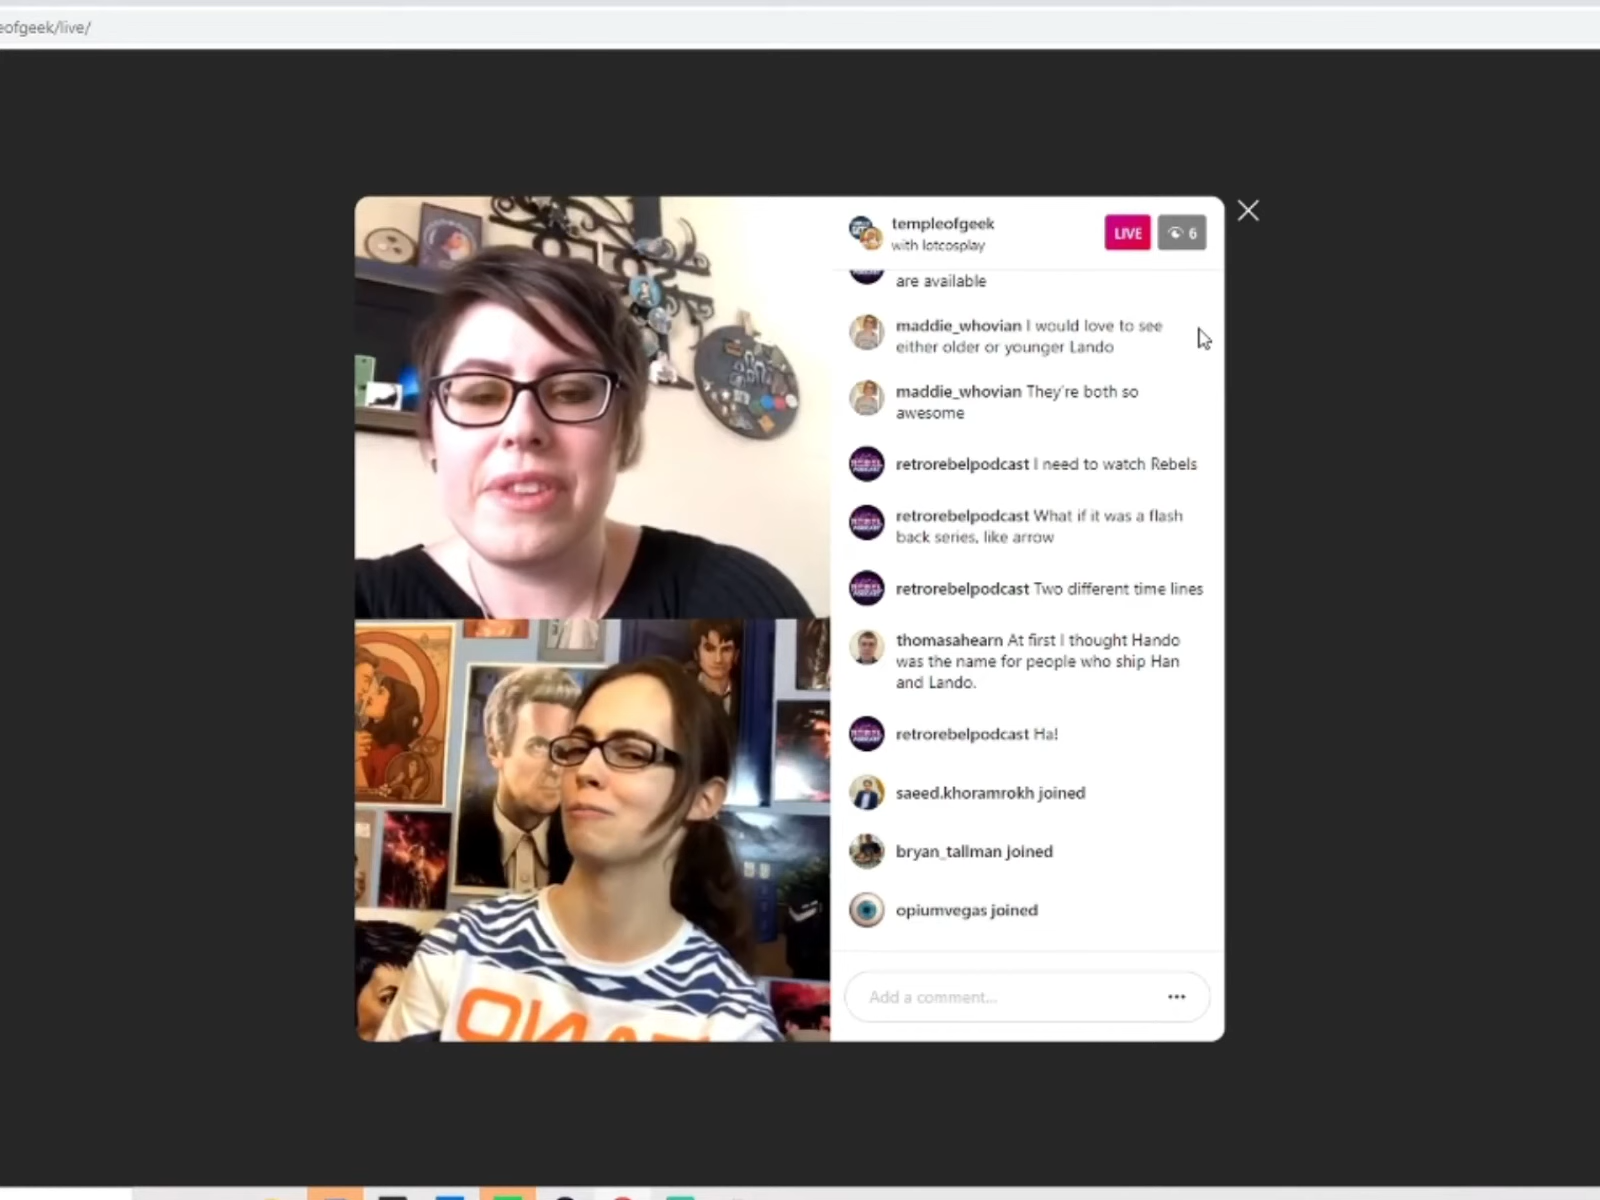 eofgeek/live/
templeofgeek
with lotcosplay
LIVE
6
are available
maddie_whovian I would love to see
either older or younger Lando
maddie_whovian They're both so
awesome
retrorebelpodcast I need to watch Rebels
retrorebelpodcast What if it was a flash
back series, like arrow
retrorebelpodcast Two different time lines
thomasahearn At first I thought Hando
was the name for people who ship Han
and Lando.
retrorebelpodcast Ha!
saeed.khoramrokh joined
bryan_tallman joined
opiumvegas joined
Add a comment...